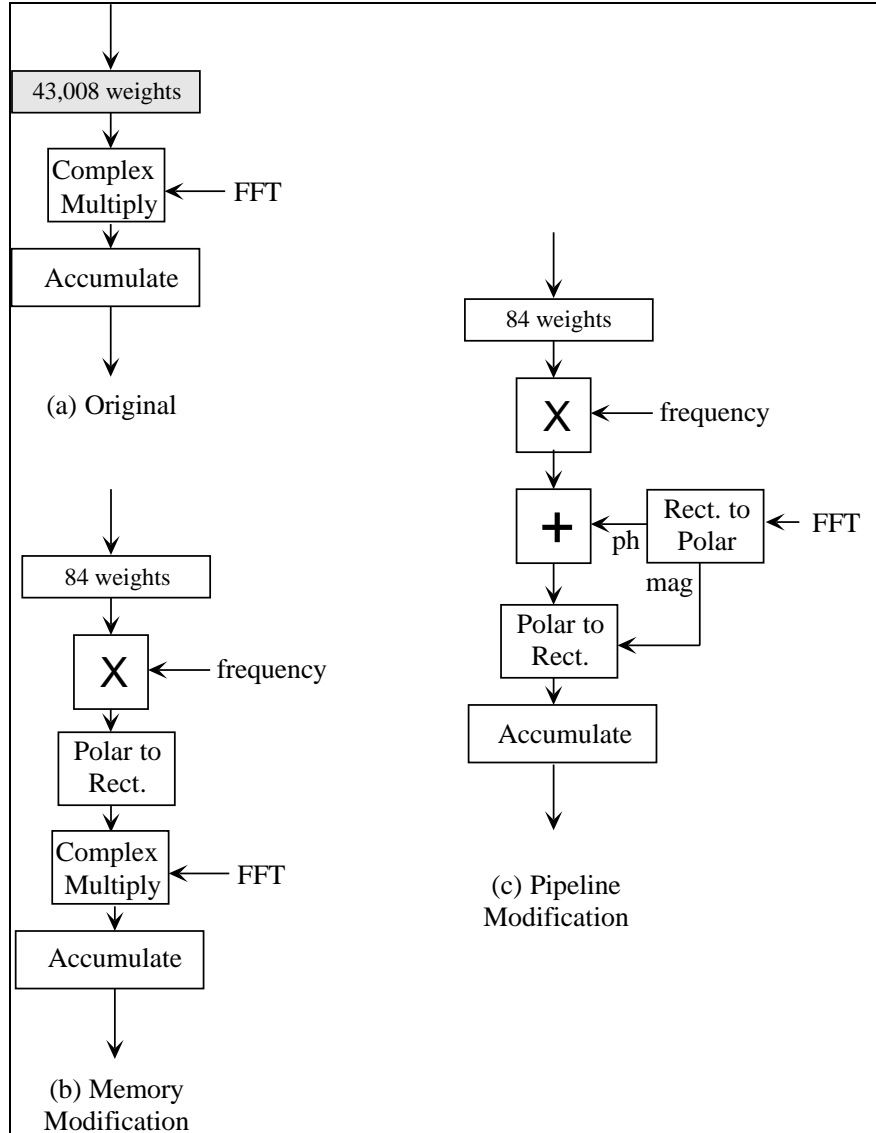 43,008 weights
Complex
Multiply
FFT
Accumulate
(a) Original
84 weights
X
frequency
Polar to
Rect.
Complex
Multiply
FFT
Accumulate
(b) Memory
Modification
84 weights
X
frequency
+
ph
Rect. to
Polar
FFT
mag
Polar to
Rect.
Accumulate
(c) Pipeline
Modification